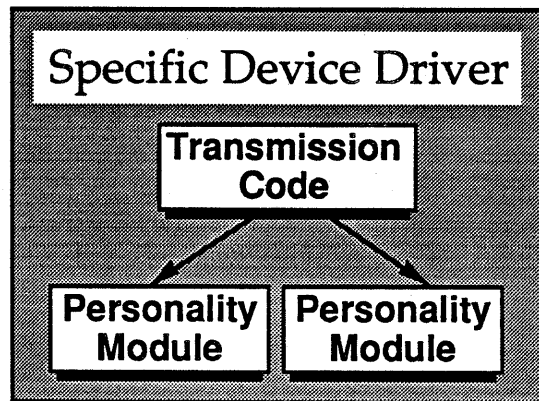 Specific Device Driver
Transmission
Code
Personality
Module
Personality
Module